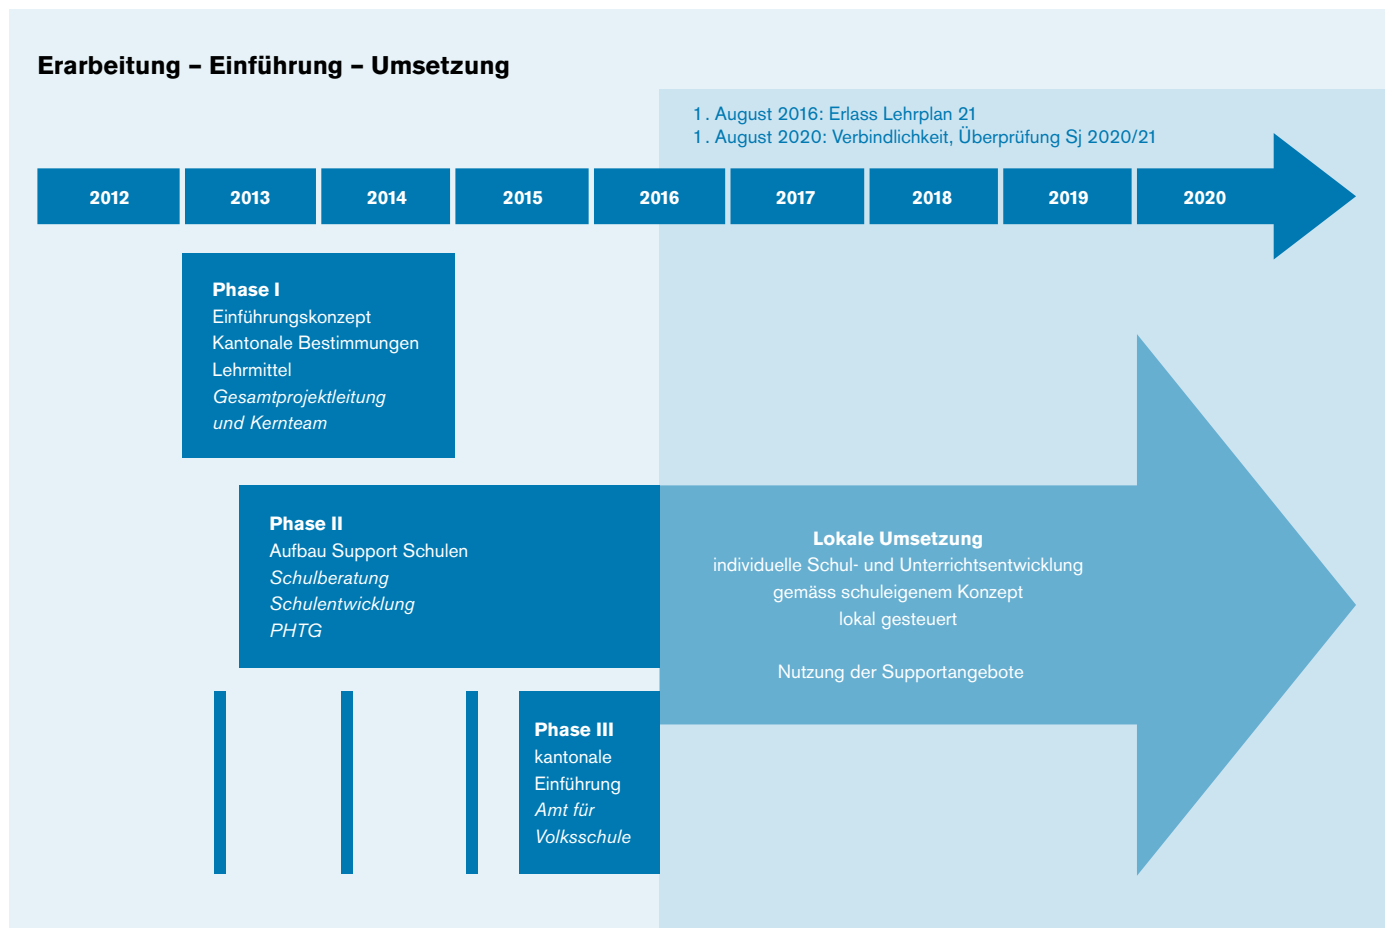 Erarbeitung – Einführung – Umsetzung
1. August 2016: Erlass Lehrplan 21
1. August 2020: Verbindlichkeit, Überprüfung Sj 2020/21
2012 2013 2014 2015 2016 2017 2018 2019 2020
Phase I
Einführungskonzept
Kantonale Bestimmungen
Lehrmittel
Gesamtprojektleitung
und Kernteam
Phase II
Aufbau Support Schulen
Schulberatung
Schulentwicklung
PHTG
Lokale Umsetzung
individuelle Schul- und Unterrichtsentwicklung
gemäss schuleigenem Konzept
lokal gesteuert
Nutzung der Supportangebote
Phase III
kantonale
Einführung
Amt für
Volksschule